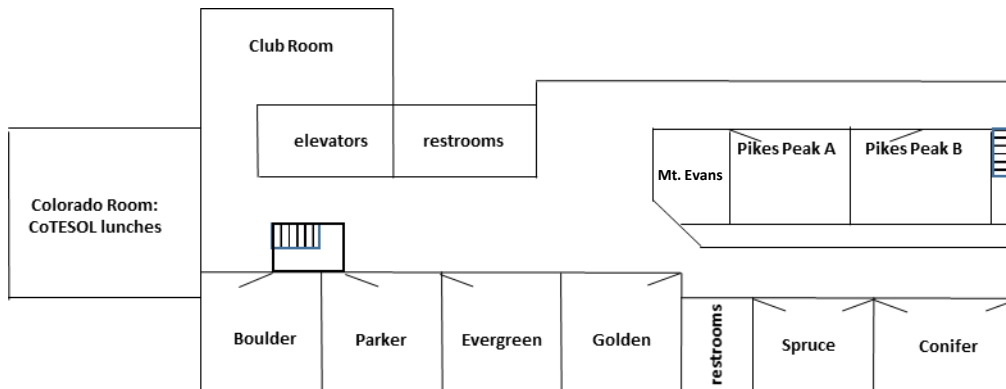 Club Room
elevators
restrooms
Pikes Peak A
Pikes Peak B
Mt. Evans
Colorado Room:
CoTESOL lunches
Boulder
Parker
Evergreen
Golden
restrooms
Spruce
Conifer